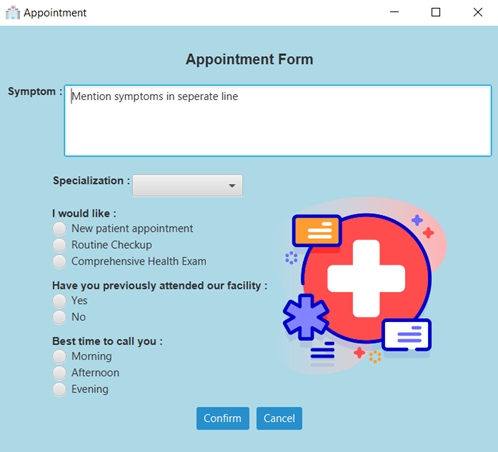 Appointment
Appointment Form
Symptom :
Mention symptoms in seperate line
Specialization :
I would like :
New patient appointment
Routine Checkup
Comprehensive Health Exam
Have you previously attended our facility :
Yes
No
Best time to call you :
Morning
Afternoon
Evening
Confirm Cancel